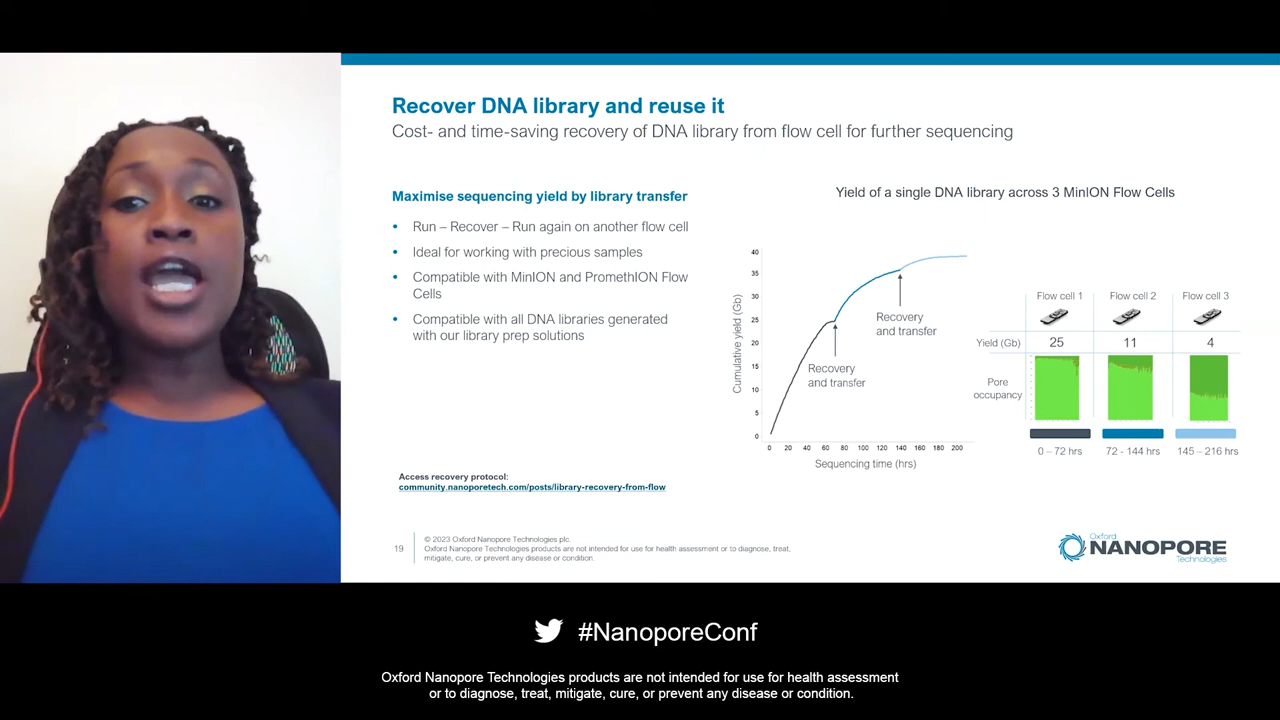 Recover DNA library and reuse it
Cost- and time-saving recovery of DNA library from flow cell for further sequencing
Maximise sequencing yield by library transfer
• Run – Recover – Run again on another flow cell
• Ideal for working with precious samples
• Compatible with MinION and PromethION Flow
Cells
• Compatible with all DNA libraries generated
with our library prep solutions
Access recovery protocol:
community.nanoporetech.com/posts/library-recovery-from-flow
Yield of a single DNA library across 3 MinION Flow Cells
Cumulative yield (Gb)
40
35
30
25
20
15
10
5
0
0 20 40 60 80 100 120 140 160 180 200
Sequencing time (hrs)
Recovery
and transfer
Recovery
and transfer
Flow cell 1 Flow cell 2 Flow cell 3
Yield (Gb) 25 11 4
Pore
occupancy
0 – 72 hrs 72 - 144 hrs 145 – 216 hrs
19
© 2023 Oxford Nanopore Technologies plc.
Oxford Nanopore Technologies products are not intended for use for health assessment or to diagnose, treat,
mitigate, cure, or prevent any disease or condition.
Oxford
NANOPORE
Technologies
#NanoporeConf
Oxford Nanopore Technologies products are not intended for use for health assessment
or to diagnose, treat, mitigate, cure, or prevent any disease or condition.